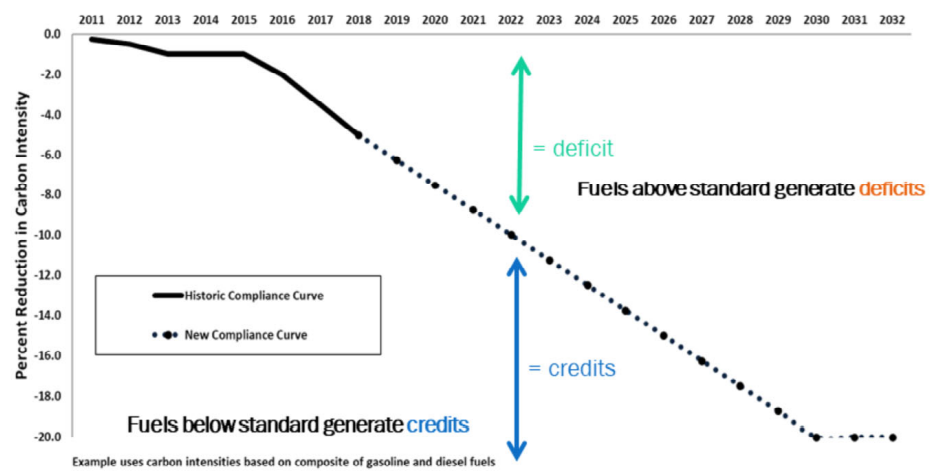 2011 2012 2013 2014 2015 2016 2017 2018 2019 2020 2021 2022 2023 2024 2025 2026 2027 2028 2029 2030 2031 2032
Percent Reduction in Carbon Intensity
0.0
-2.0
-4.0
-6.0
-8.0
-10.0
-12.0
-14.0
-16.0
-18.0
-20.0
= deficit
Fuels above standard generate deficits
Historic Compliance Curve
New Compliance Curve
= credits
Fuels below standard generate credits
Example uses carbon intensities based on composite of gasoline and diesel fuels